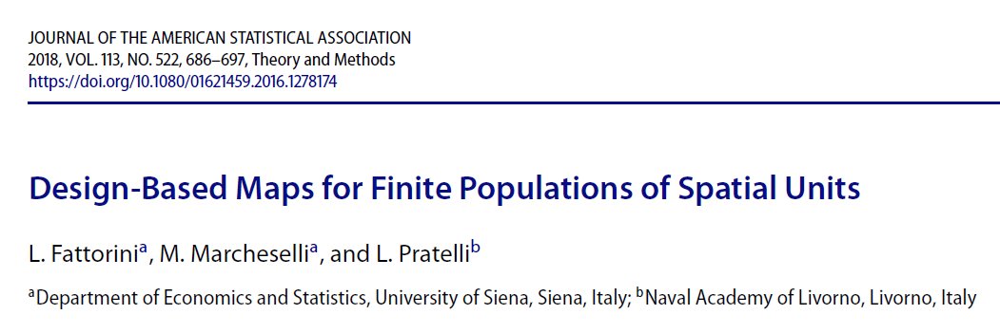 JOURNAL OF THE AMERICAN STATISTICAL ASSOCIATION
2018, VOL. 113, NO. 522, 686–697, Theory and Methods
https://doi.org/10.1080/01621459.2016.1278174
Design-Based Maps for Finite Populations of Spatial Units
L. Fattoriniᵃ, M. Marcheselliᵃ, and L. Pratelliᵇ
ᵃDepartment of Economics and Statistics, University of Siena, Siena, Italy; ᵇNaval Academy of Livorno, Livorno, Italy